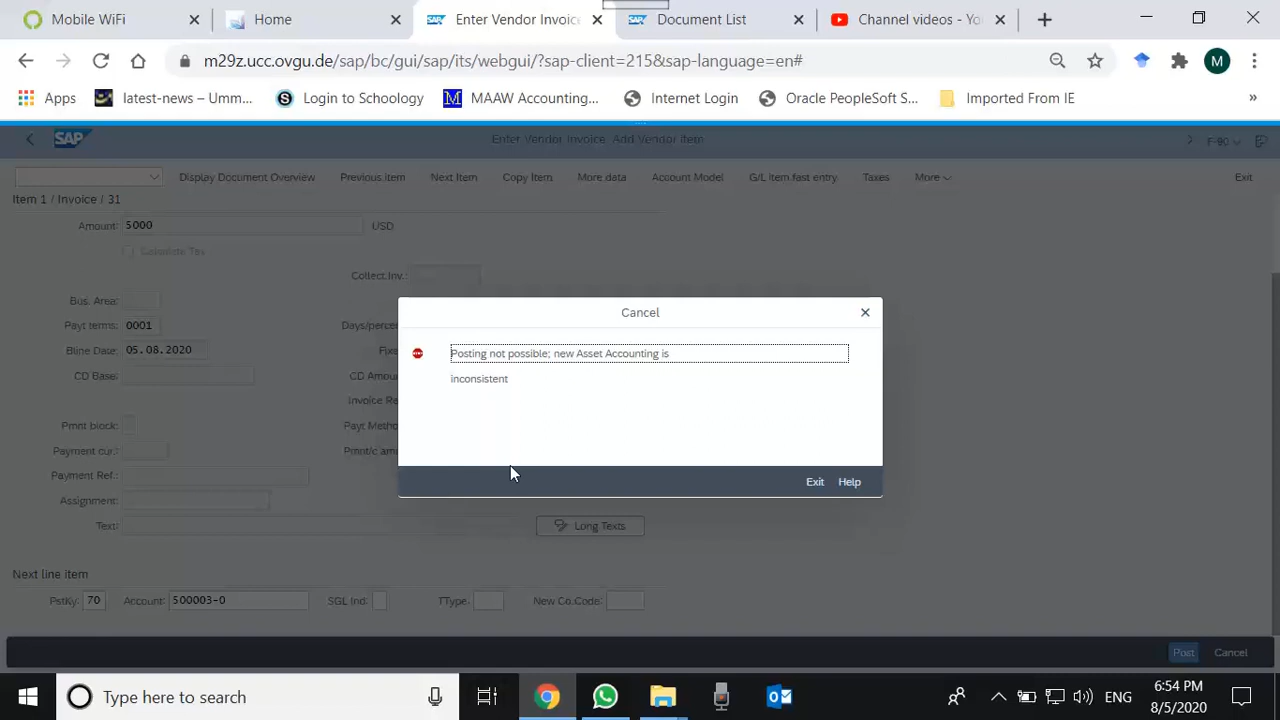 Mobile WiFi
Home
Enter Vendor Invoice
Document List
Channel videos - Yo
m29z.ucc.ovgu.de/sap/bc/gui/sap/its/webgui/?sap-client=215&sap-language=en#
M
Apps
latest-news – Umm...
Login to Schoology
MAAW Accounting...
Internet Login
Oracle PeopleSoft S...
Imported From IE
»
SAP
Enter Vendor Invoice: Add Vendor item
F-90
Display Document Overview
Previous Item
Next Item
Copy Item
More data
Account Model
G/L item fast entry
Taxes
More
Exit
Item 1 / Invoice / 31
Amount: 5000 USD
Calculate Tax
Collect.Inv.:
Bus. Area:
Payt terms: 0001 Days/percen
Bline Date: 05.08.2020 Fixe
CD Base: CD Amoun
Invoice Re
Pmnt block: Payt Metho
Payment cur.: Pmnt/c amo
Payment Ref.:
Assignment:
Text: Long Texts
Cancel
Posting not possible; new Asset Accounting is
inconsistent
Exit Help
Next line item
PstKy: 70 Account: 500003-0 SGL Ind: TType: New Co.Code:
Post Cancel
Type here to search
ENG
6:54 PM
8/5/2020